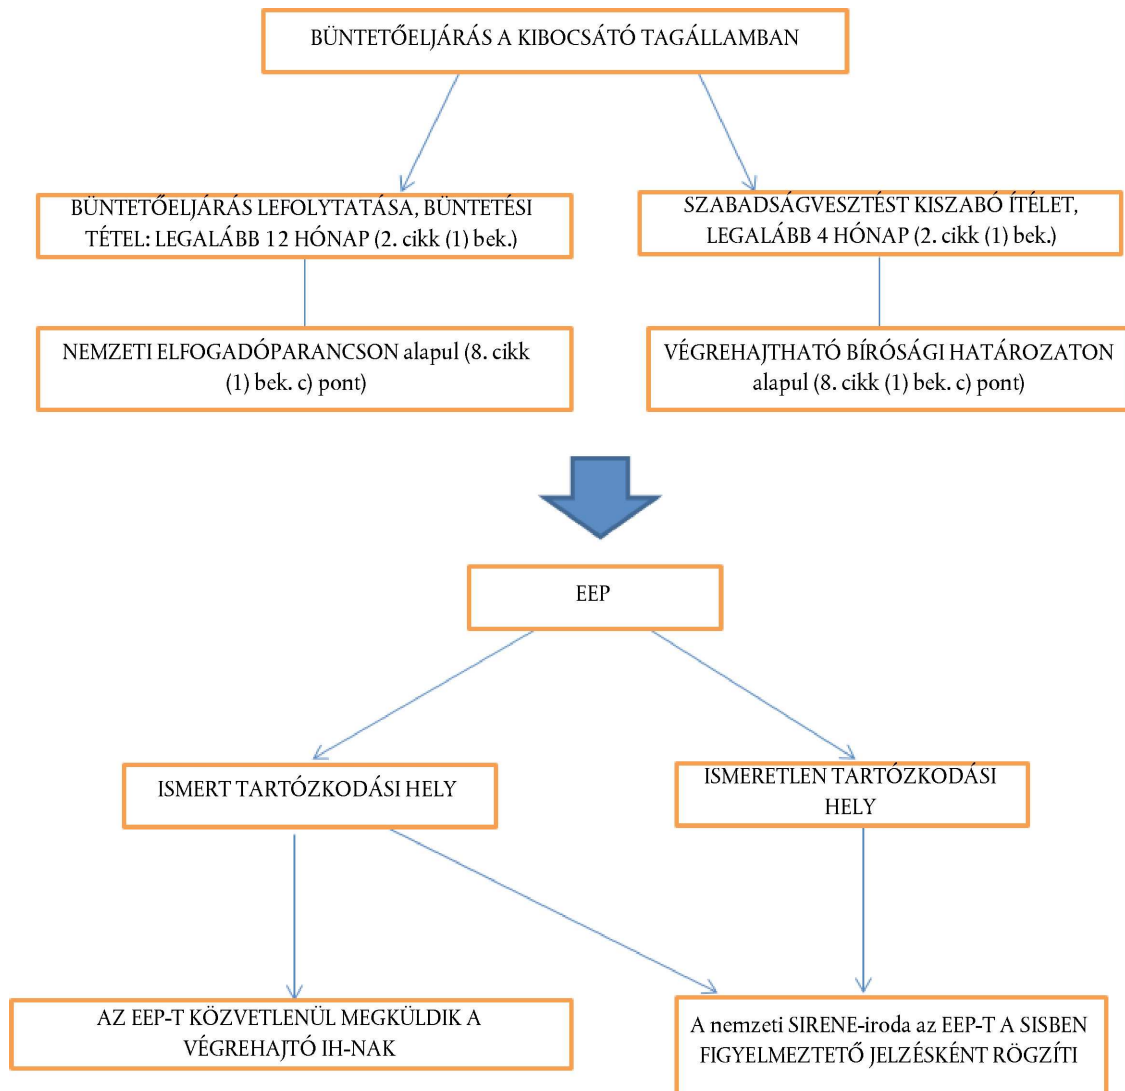 BÜNTETŐELJÁRÁS A KIBOCSÁTÓ TAGÁLLAMBAN
BÜNTETŐELJÁRÁS LEFOLYTATÁSA, BÜNTETÉSI
TÉTEL: LEGALÁBB 12 HÓNAP (2. cikk (1) bek.)
SZABADSÁGVESZTÉST KISZABÓ ÍTÉLET,
LEGALÁBB 4 HÓNAP (2. cikk (1) bek.)
NEMZETI ELFOGADÓPARANCSON alapul (8. cikk
(1) bek. c) pont)
VÉGREHAJTHATÓ BÍRÓSÁGI HATÁROZATON
alapul (8. cikk (1) bek. c) pont)
EEP
ISMERT TARTÓZKODÁSI HELY
ISMERETLEN TARTÓZKODÁSI
HELY
AZ EEP-T KÖZVETLENÜL MEGKÜLDIK A
VÉGREHAJTÓ IH-NAK
A nemzeti SIRENE-iroda az EEP-T A SISBEN
FIGYELMEZTETŐ JELZÉSKÉNT RÖGZÍTI